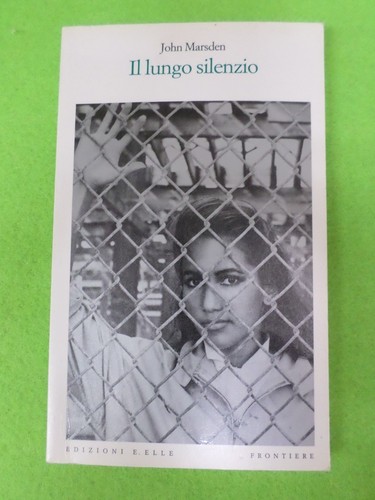 John Marsden
Il lungo silenzio
EDIZIONI E. ELLE FRONTIERE